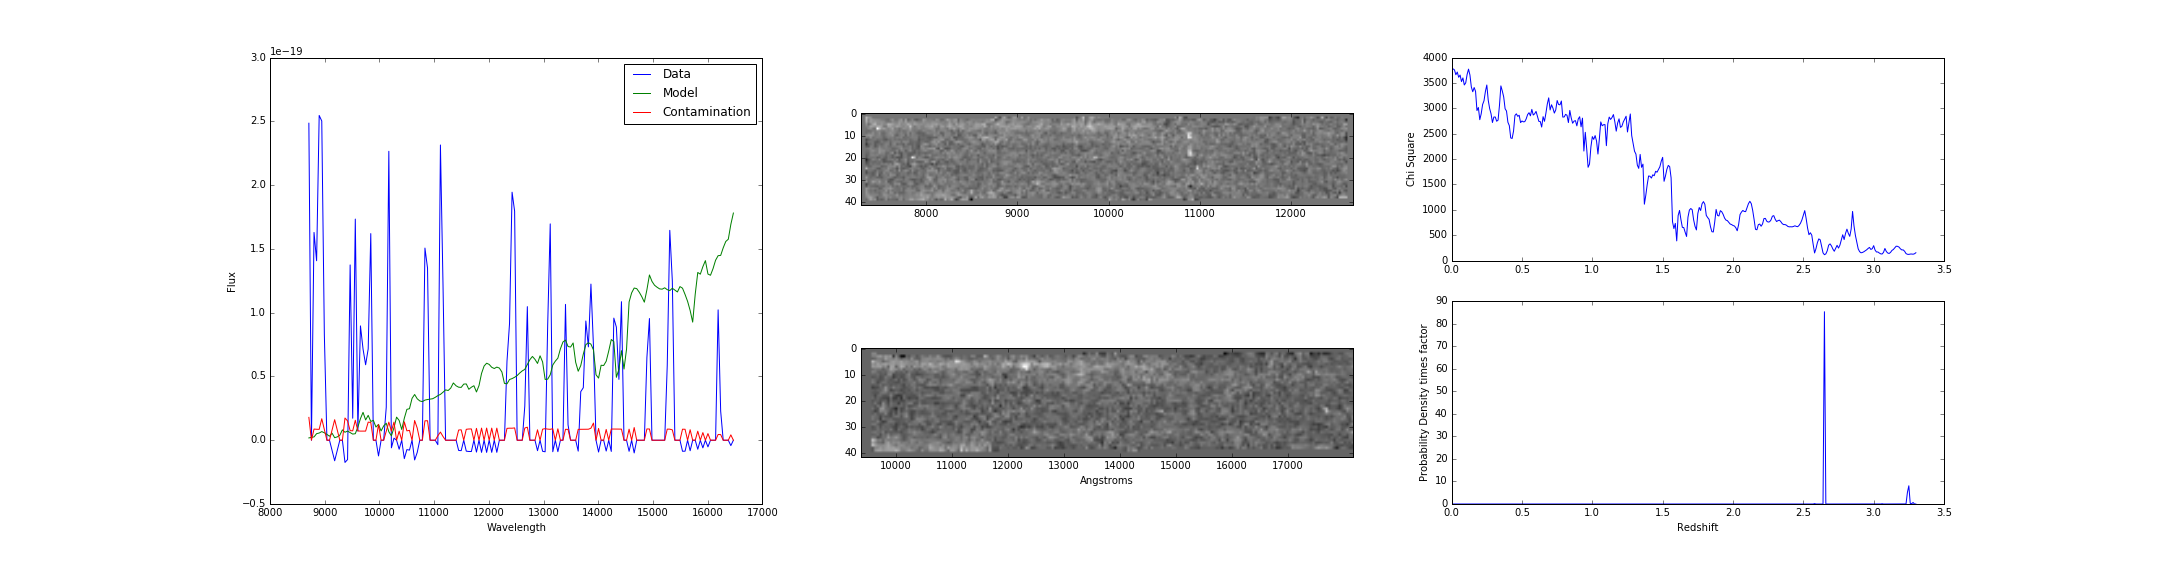 1e−19
3.0
2.5
2.0
1.5
1.0
0.5
0.0
−0.5
Flux
8000 9000 10000 11000 12000 13000 14000 15000 16000 17000
Wavelength
Data
Model
Contamination
0
10
20
30
40
8000 9000 10000 11000 12000
0
10
20
30
40
10000 11000 12000 13000 14000 15000 16000 17000
Angstroms
4000
3500
3000
2500
2000
1500
1000
500
0
Chi Square
0.0 0.5 1.0 1.5 2.0 2.5 3.0 3.5
90
80
70
60
50
40
30
20
10
0
Probability Density times factor
0.0 0.5 1.0 1.5 2.0 2.5 3.0 3.5
Redshift